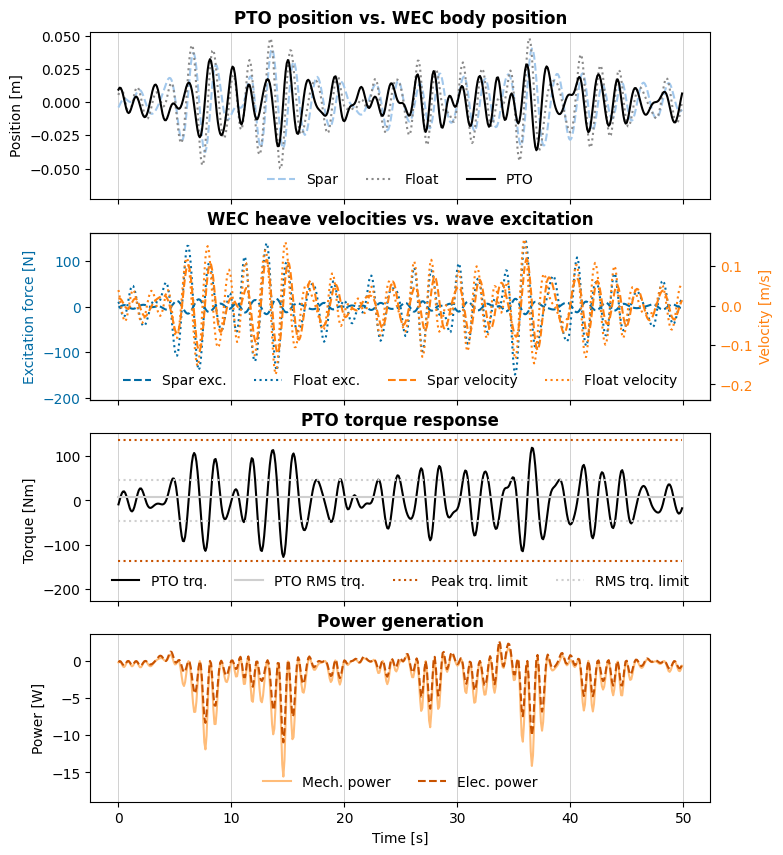 PTO position vs. WEC body position
0.050
0.025
0.000
−0.025
−0.050
Position [m]
Spar Float PTO
WEC heave velocities vs. wave excitation
100
0
−100
−200
Excitation force [N]
0.1
0.0
−0.1
−0.2
Velocity [m/s]
Spar exc. Float exc. Spar velocity Float velocity
PTO torque response
100
0
−100
−200
Torque [Nm]
PTO trq. PTO RMS trq. Peak trq. limit RMS trq. limit
Power generation
0
−5
−10
−15
Power [W]
Mech. power Elec. power
0 10 20 30 40 50
Time [s]